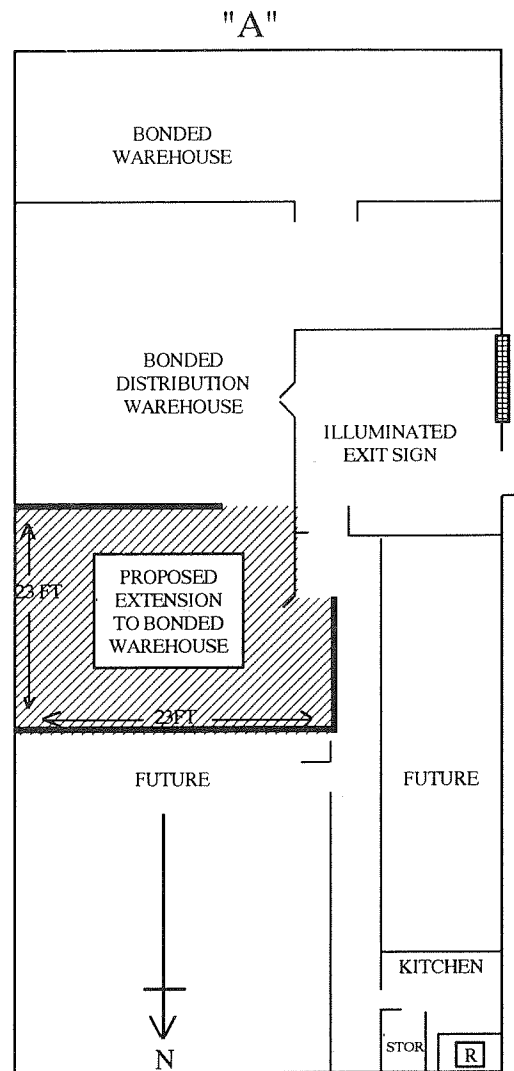 "A"
BONDED
WAREHOUSE
BONDED
DISTRIBUTION
WAREHOUSE
ILLUMINATED
EXIT SIGN
23 FT
PROPOSED
EXTENSION
TO BONDED
WAREHOUSE
23FT
FUTURE
FUTURE
KITCHEN
STOR
R
N